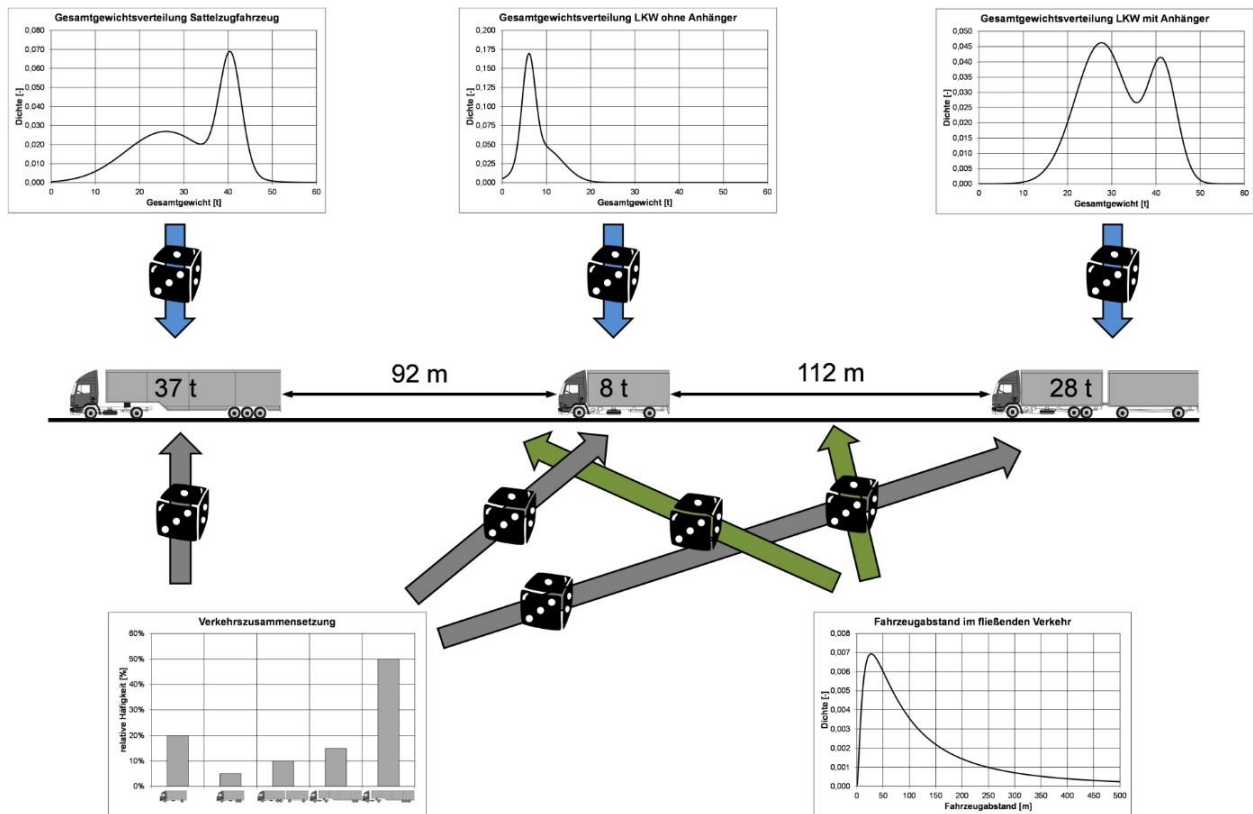 Gesamtgewichtsverteilung Sattelzugfahrzeug
Dichte [-]
0,080
0,070
0,060
0,050
0,040
0,030
0,020
0,010
0,000
0 10 20 30 40 50 60
Gesamtgewicht [t]
Gesamtgewichtsverteilung LKW ohne Anhänger
Dichte [-]
0,200
0,175
0,150
0,125
0,100
0,075
0,050
0,025
0,000
0 10 20 30 40 50 60
Gesamtgewicht [t]
Gesamtgewichtsverteilung LKW mit Anhänger
Dichte [-]
0,050
0,045
0,040
0,035
0,030
0,025
0,020
0,015
0,010
0,005
0,000
0 10 20 30 40 50 60
Gesamtgewicht [t]
37 t
92 m
8 t
112 m
28 t
Verkehrszusammensetzung
relative Häfigkeit [%]
60%
50%
40%
30%
20%
10%
0%
Fahrzeugabstand im fließenden Verkehr
Dichte [-]
0,008
0,007
0,006
0,005
0,004
0,003
0,002
0,001
0,000
0 50 100 150 200 250 300 350 400 450 500
Fahrzeugabstand [m]